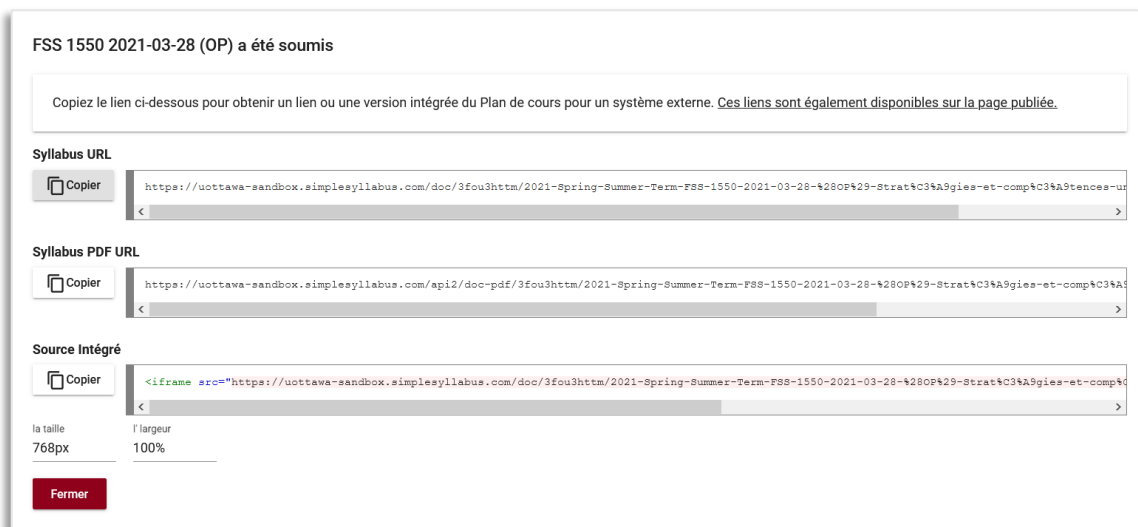 FSS 1550 2021-03-28 (OP) a été soumis
Copiez le lien ci-dessous pour obtenir un lien ou une version intégrée du Plan de cours pour un système externe. Ces liens sont également disponibles sur la page publiée.
Syllabus URL
Copier
https://uottawa-sandbox.simplesyllabus.com/doc/3fou3httm/2021-Spring-Summer-Term-FSS-1550-2021-03-28-%28OP%29-Strat%C3%A9gies-et-comp%C3%A9tences-un
Syllabus PDF URL
Copier
https://uottawa-sandbox.simplesyllabus.com/api2/doc-pdf/3fou3httm/2021-Spring-Summer-Term-FSS-1550-2021-03-28-%28OP%29-Strat%C3%A9gies-et-comp%C3%A9
Source Intégré
Copier
<iframe src="https://uottawa-sandbox.simplesyllabus.com/doc/3fou3httm/2021-Spring-Summer-Term-FSS-1550-2021-03-28-%28OP%29-Strat%C3%A9gies-et-comp%C
la taille l' largeur
768px 100%
Fermer